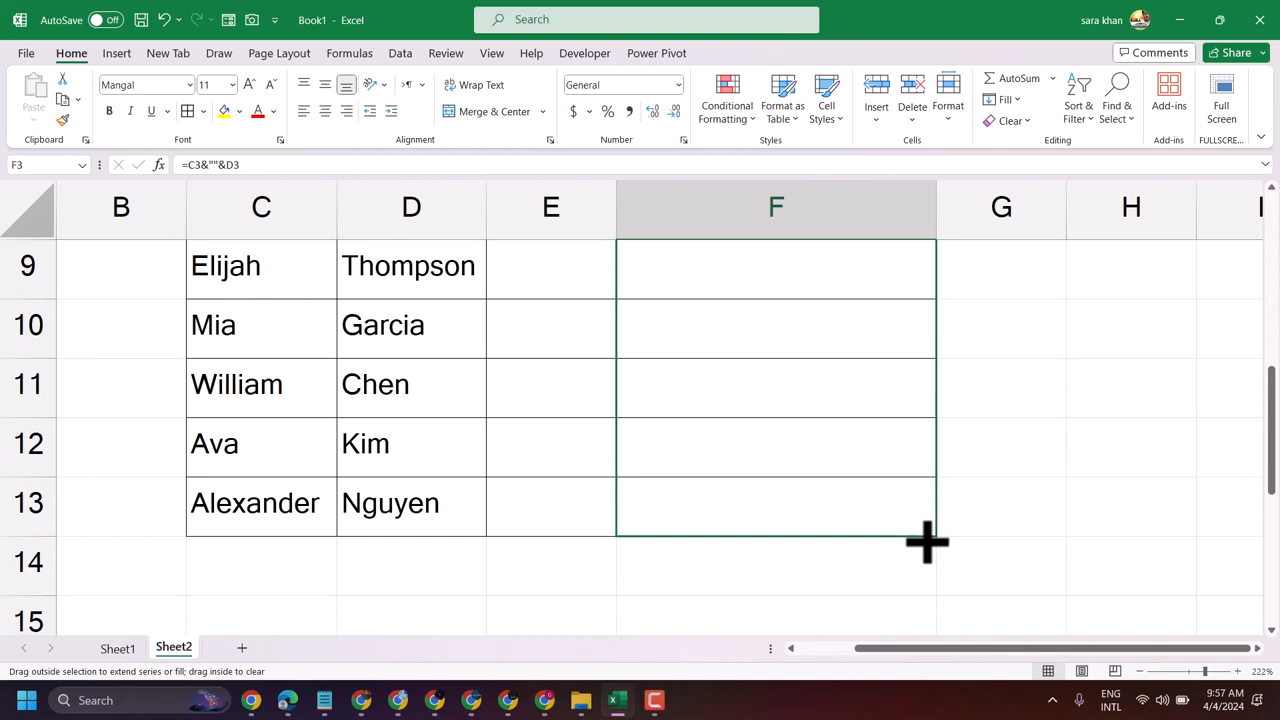 AutoSave Off Book1 - Excel Search sara khan
File Home Insert New Tab Draw Page Layout Formulas Data Review View Help Developer Power Pivot Comments Share
Paste Mangal 11 Wrap Text General Conditional Formatting Format as Table Cell Styles Insert Delete Format AutoSum Sort & Filter Find & Select Add-ins Full Screen
Merge & Center Fill
Clear
Clipboard Font Alignment Number Styles Cells Editing Add-ins FULLSCREE...
F3 fx =C3&""&D3
B C D E F G H I
9 Elijah Thompson
10 Mia Garcia
11 William Chen
12 Ava Kim
13 Alexander Nguyen
14
15
Sheet1 Sheet2
Drag outside selection to extend series or fill; drag inside to clear 222%
Search ENG INTL 9:57 AM 4/4/2024